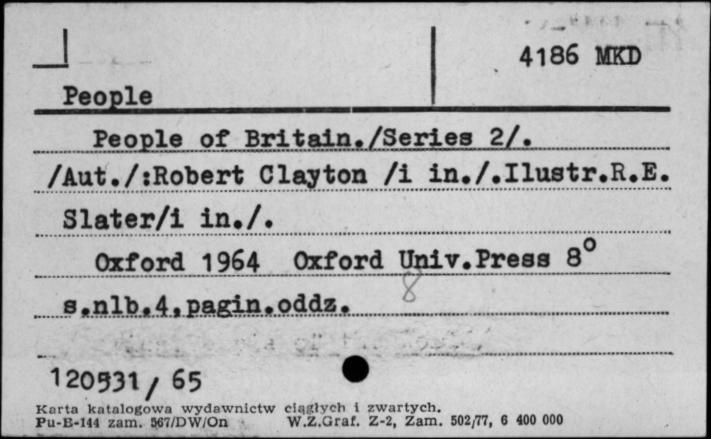 4186 MKD
People
People of Britain./Series 2/.
/Aut./:Robert Clayton /i in./.Ilustr.R.E.
Slater/i in./.
Oxford 1964 Oxford Univ.Press 8°
8
s.nlb.4,pagin.oddz.
120531/65
Karta katalogowa wydawnictw ciągłych i zwartych.
Pu-B-144 zam. 567/DW/On W.Z.Graf. Z-2, Zam. 502/77, 6 400 000